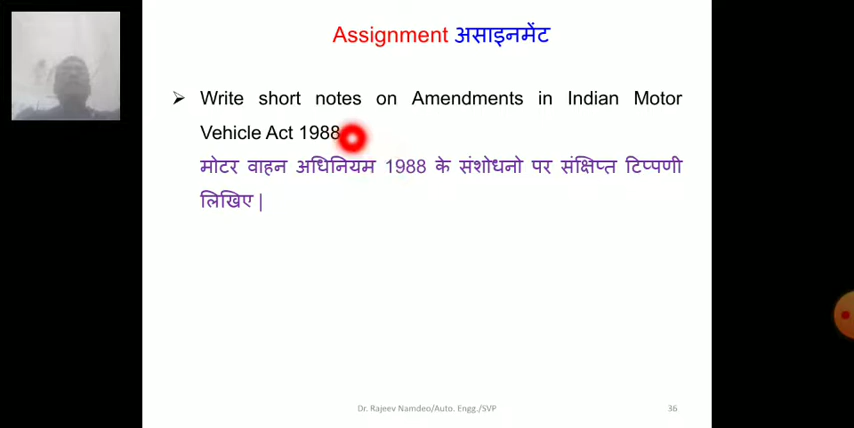 Assignment असाइनमेंट
➢ Write short notes on Amendments in Indian Motor
Vehicle Act 1988
मोटर वाहन अधिनियम 1988 के संशोधनो पर संक्षिप्त टिप्पणी
लिखिए |
Dr. Rajeev Namdeo/Auto. Engg./SVP 36